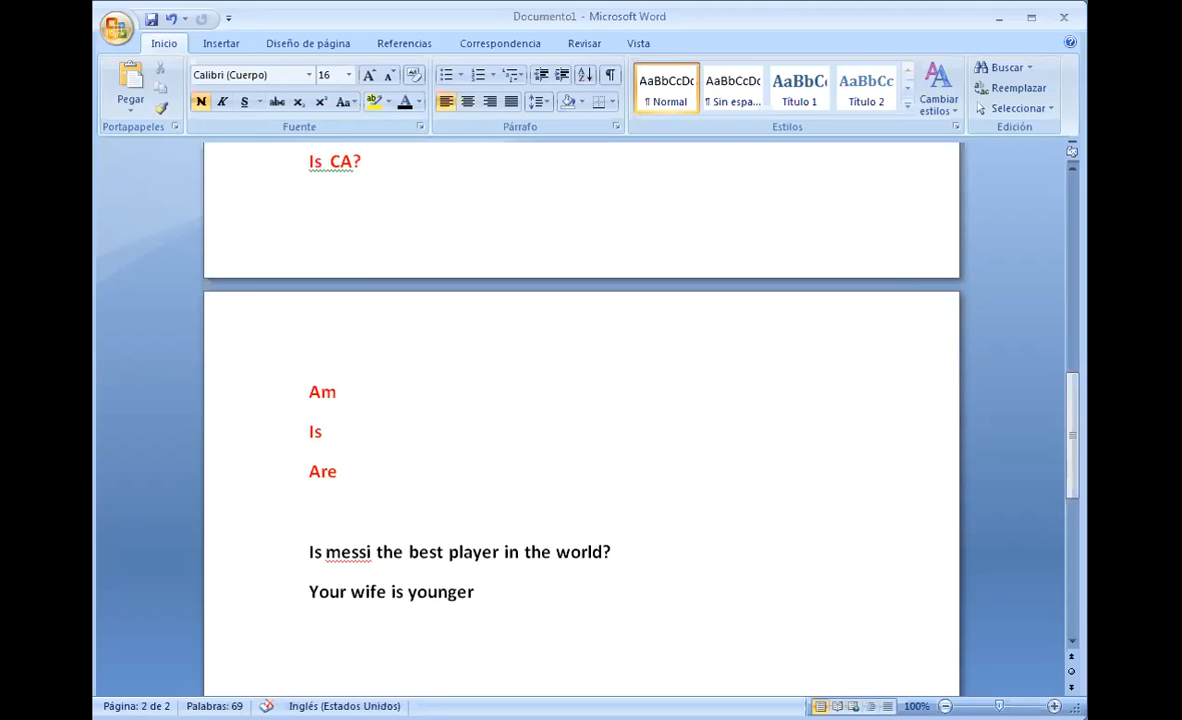 Documento1 - Microsoft Word
Inicio Insertar Diseño de página Referencias Correspondencia Revisar Vista
Calibri (Cuerpo) 16
AaBbCcDc AaBbCcDc AaBbC AaBbCc
Pegar
N K S abc x₂ x² Aa
¶ Normal ¶ Sin espa... Título 1 Título 2
Cambiar estilos
Buscar
Reemplazar
Seleccionar
Portapapeles Fuente Párrafo Estilos Edición
Is CA?
Am
Is
Are
Is messi the best player in the world?
Your wife is younger
Página: 2 de 2 Palabras: 69 Inglés (Estados Unidos) 100%